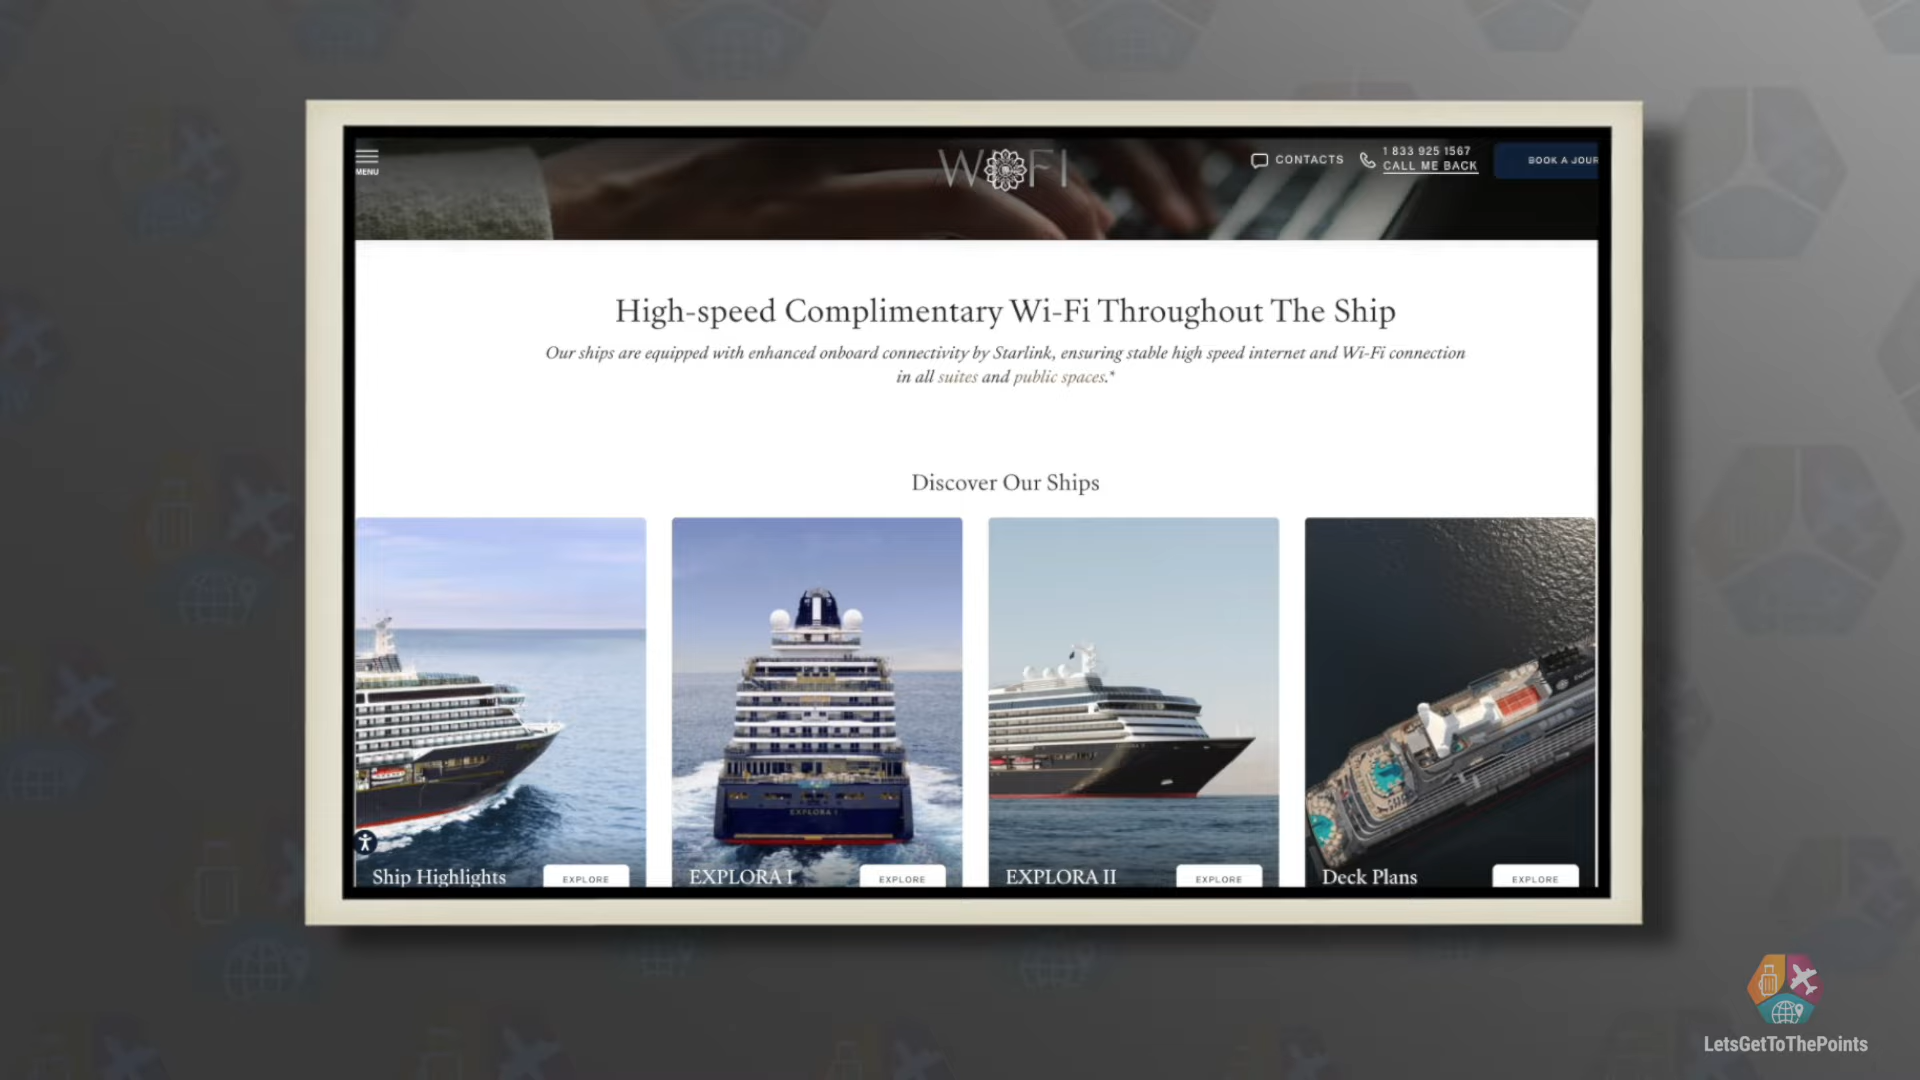 MENU
WI-FI
CONTACTS
1 833 925 1567
CALL ME BACK
BOOK A JOUR
High-speed Complimentary Wi-Fi Throughout The Ship
Our ships are equipped with enhanced onboard connectivity by Starlink, ensuring stable high speed internet and Wi-Fi connection
in all suites and public spaces.*
Discover Our Ships
EXPLORA I
Ship Highlights
EXPLORE
EXPLORA I
EXPLORE
EXPLORA II
EXPLORE
Deck Plans
EXPLORE
LetsGetToThePoints